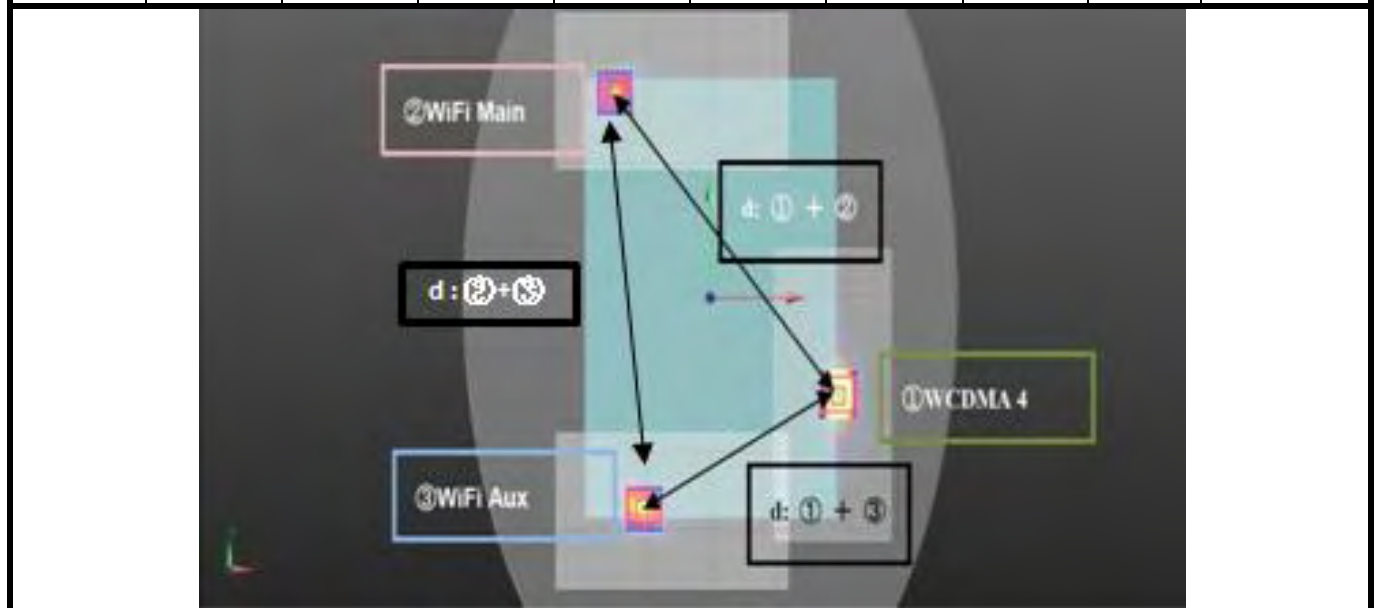 ②WiFi Main
d: ① + ②
d:②+③
①WCDMA 4
③WiFi Aux
d: ① + ③